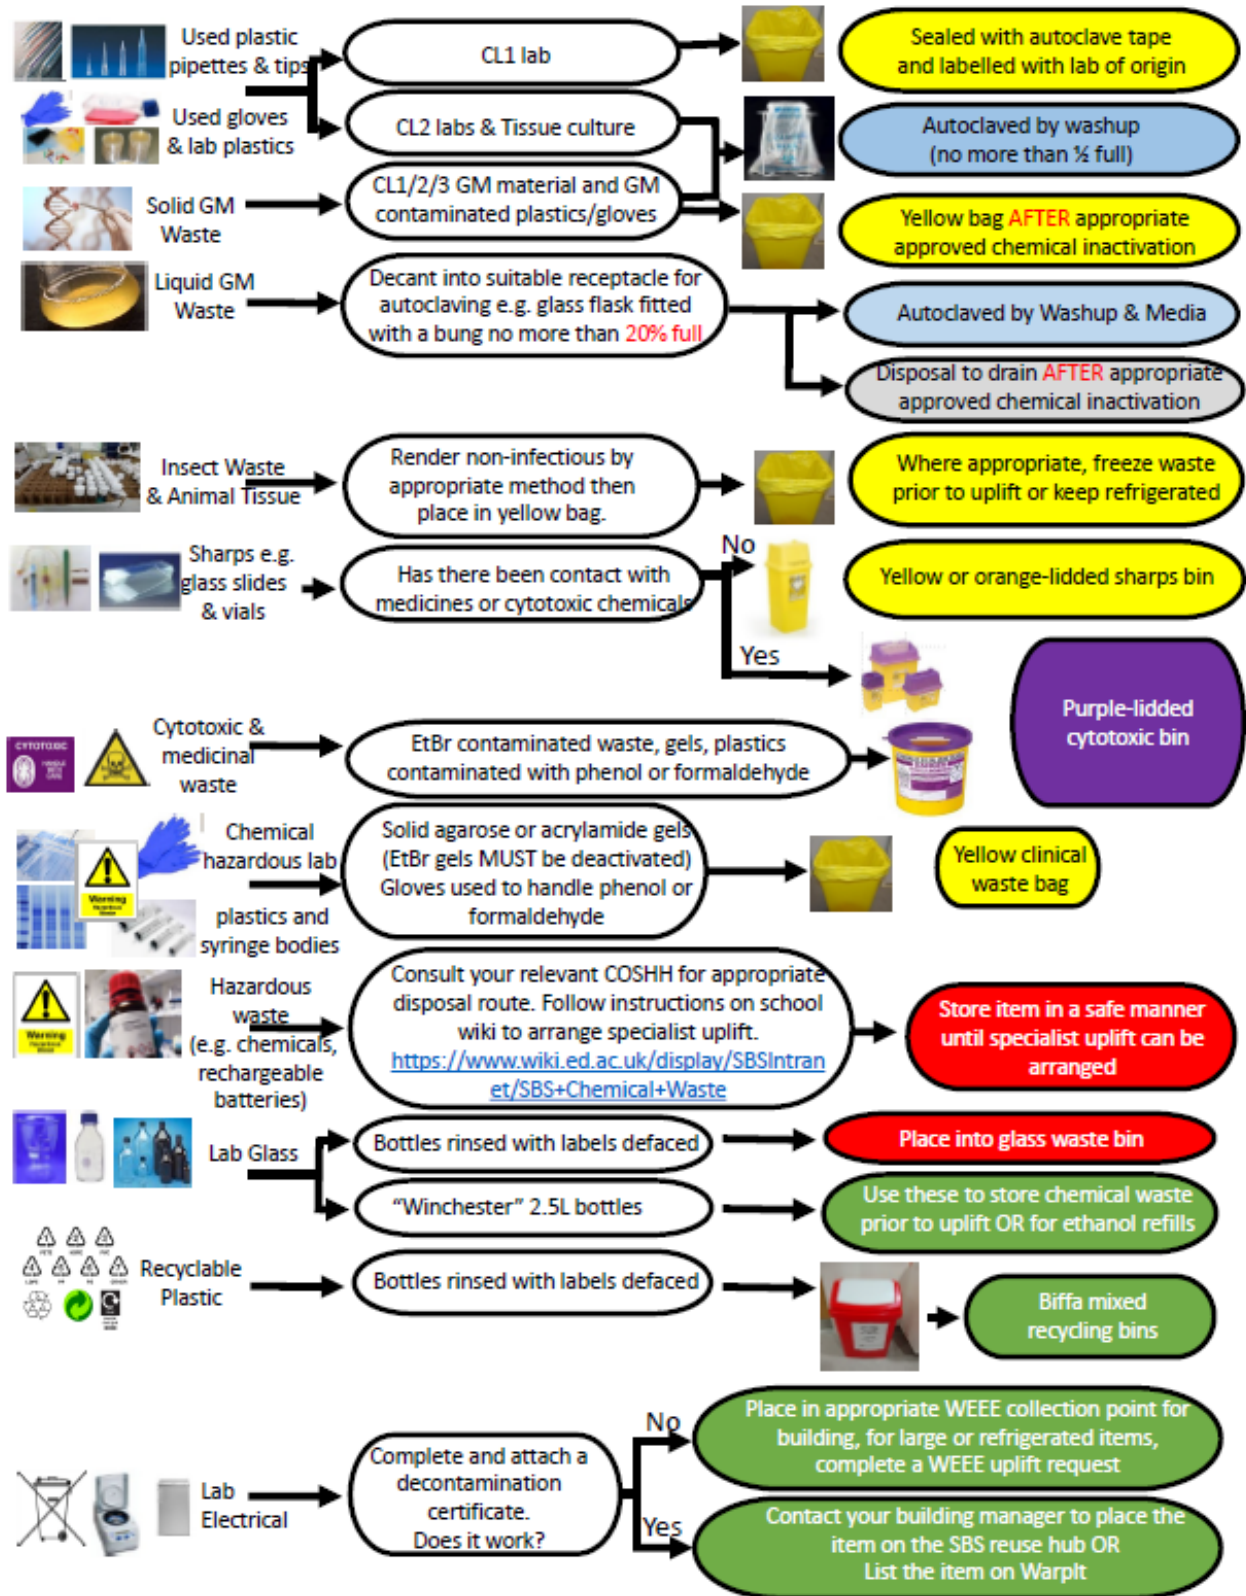 Used plastic
pipettes & tips
CL1 lab
Sealed with autoclave tape
and labelled with lab of origin
Used gloves
& lab plastics
CL2 labs & Tissue culture
Autoclaved by washup
(no more than ½ full)
Solid GM
Waste
CL1/2/3 GM material and GM
contaminated plastics/gloves
Yellow bag AFTER appropriate
approved chemical inactivation
Liquid GM
Waste
Decant into suitable receptacle for
autoclaving e.g. glass flask fitted
with a bung no more than 20% full
Autoclaved by Washup & Media
Disposal to drain AFTER appropriate
approved chemical inactivation
Insect Waste
& Animal Tissue
Render non-infectious by
appropriate method then
place in yellow bag.
Where appropriate, freeze waste
prior to uplift or keep refrigerated
Sharps e.g.
glass slides
& vials
Has there been contact with
medicines or cytotoxic chemicals
No
Yellow or orange-lidded sharps bin
Yes
Purple-lidded
cytotoxic bin
CYTOTOXIC
Cytotoxic &
medicinal
waste
EtBr contaminated waste, gels, plastics
contaminated with phenol or formaldehyde
Chemical
hazardous lab
plastics and
syringe bodies
Warning
Solid agarose or acrylamide gels
(EtBr gels MUST be deactivated)
Gloves used to handle phenol or
formaldehyde
Yellow clinical
waste bag
Warning
Hazardous
waste
(e.g. chemicals,
rechargeable
batteries)
Consult your relevant COSHH for appropriate
disposal route. Follow instructions on school
wiki to arrange specialist uplift.
https://www.wiki.ed.ac.uk/display/SBSIntran
et/SBS+Chemical+Waste
Store item in a safe manner
until specialist uplift can be
arranged
Lab Glass
Bottles rinsed with labels defaced
Place into glass waste bin
"Winchester" 2.5L bottles
Use these to store chemical waste
prior to uplift OR for ethanol refills
Recyclable
Plastic
Bottles rinsed with labels defaced
Biffa mixed
recycling bins
Lab
Electrical
Complete and attach a
decontamination
certificate.
Does it work?
No
Place in appropriate WEEE collection point for
building, for large or refrigerated items,
complete a WEEE uplift request
Yes
Contact your building manager to place the
item on the SBS reuse hub OR
List the item on WarpIt